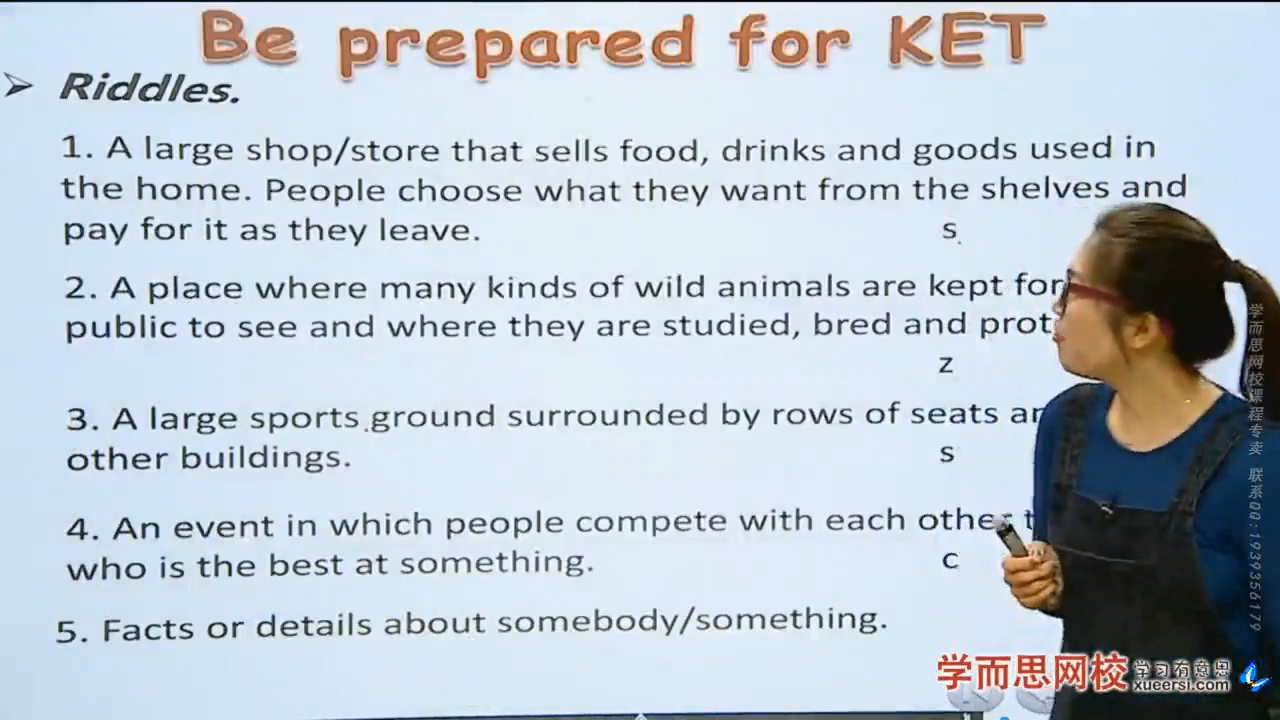 Be prepared for KET
➢ Riddles.
1. A large shop/store that sells food, drinks and goods used in
the home. People choose what they want from the shelves and
pay for it as they leave.
s
2. A place where many kinds of wild animals are kept for
public to see and where they are studied, bred and
z
3. A large sports ground surrounded by rows of seats
other buildings.
s
4. An event in which people compete with each other
who is the best at something.
c
5. Facts or details about somebody/something.
学而思网校课程专卖 联系QQ:1939356179
学而思网校 学习有意思
xueersi.com